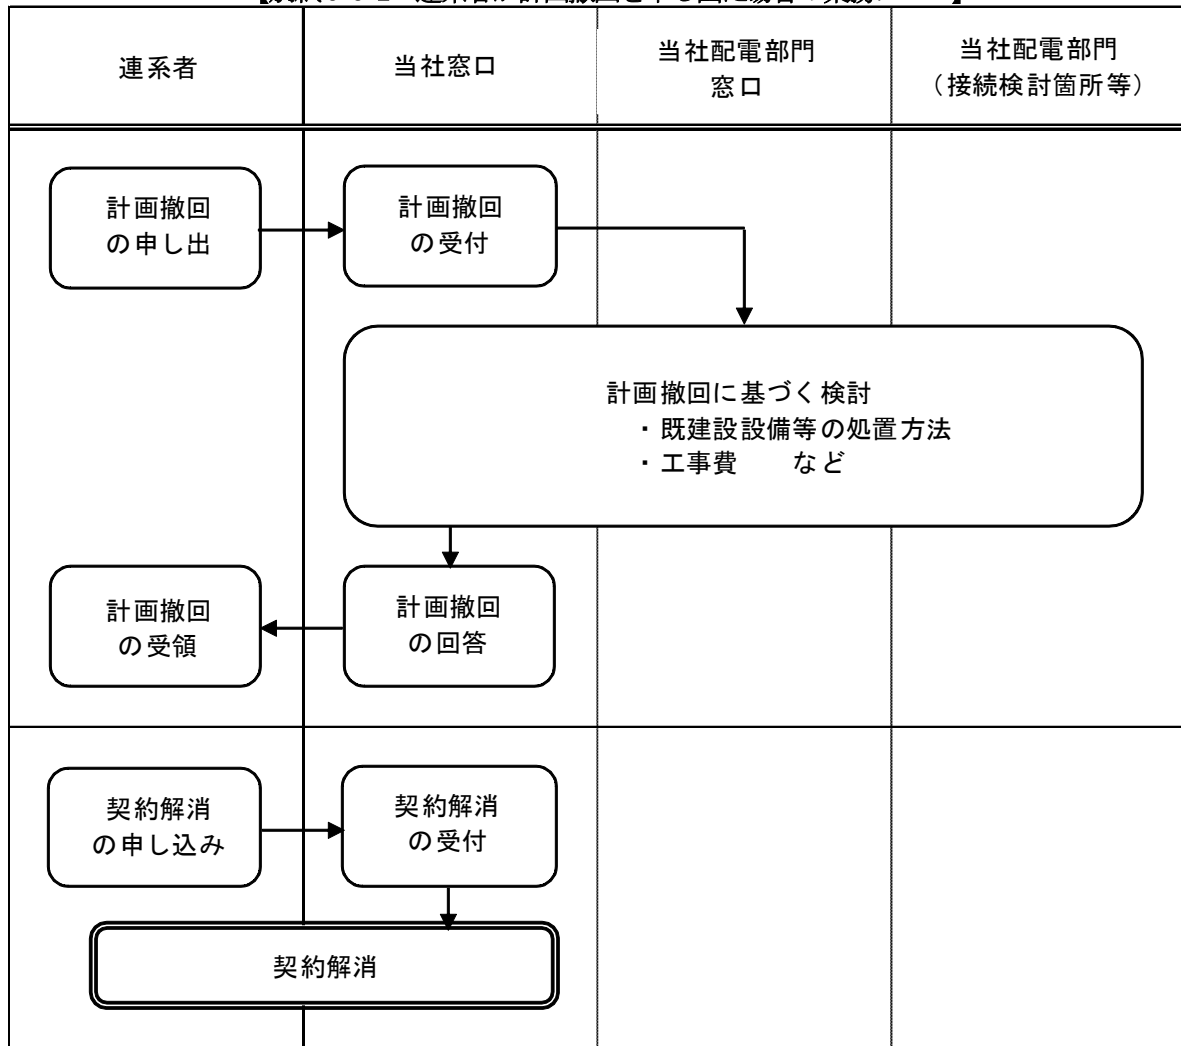 連系者
当社窓口
当社配電部門
窓口
当社配電部門
(接続検討箇所等)
計画撤回
の申し出
計画撤回
の受付
計画撤回に基づく検討
・既建設設備等の処置方法
・工事費　　など
計画撤回
の受領
計画撤回
の回答
契約解消
の申し込み
契約解消
の受付
契約解消